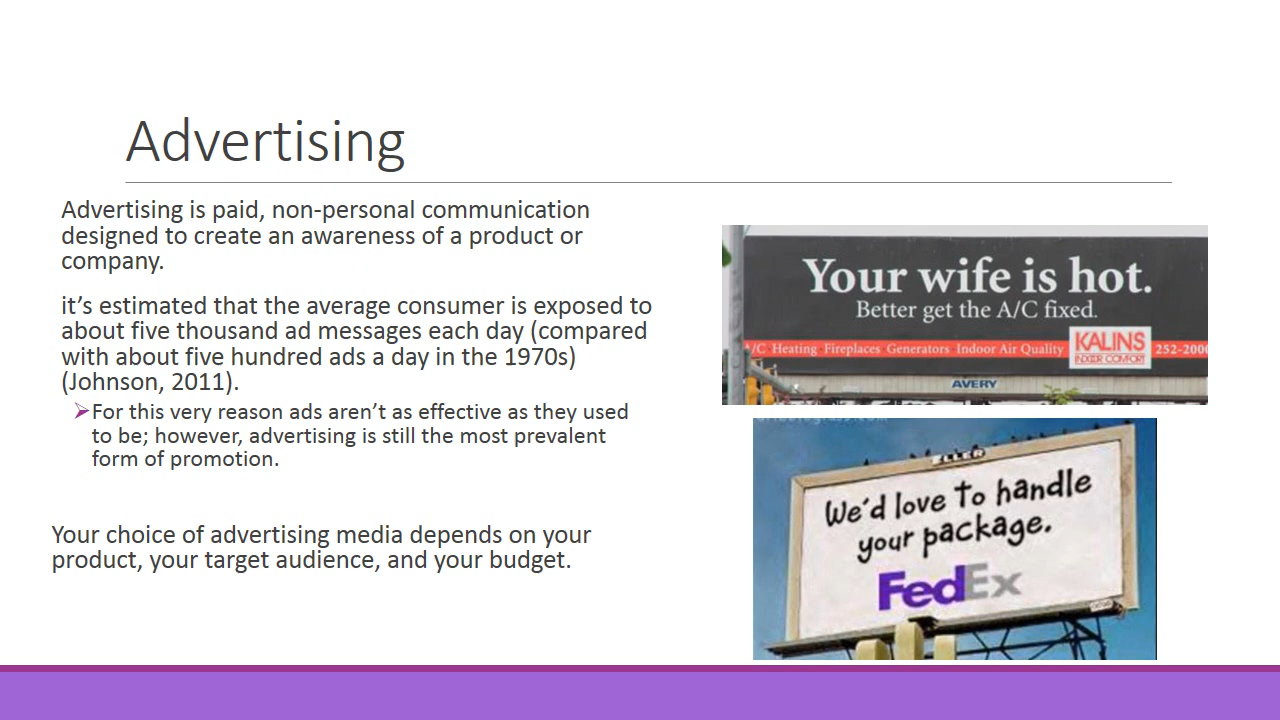 Advertising
Advertising is paid, non-personal communication
designed to create an awareness of a product or
company.
it's estimated that the average consumer is exposed to
about five thousand ad messages each day (compared
with about five hundred ads a day in the 1970s)
(Johnson, 2011).
For this very reason ads aren't as effective as they used
to be; however, advertising is still the most prevalent
form of promotion.
Your choice of advertising media depends on your
product, your target audience, and your budget.
Your wife is hot.
Better get the A/C fixed.
A/C Heating Fireplaces Generators Indoor Air Quality KALINS 252-2000
INDOOR COMFORT
AVERY
ELLER
We'd love to handle
your package.
FedEx